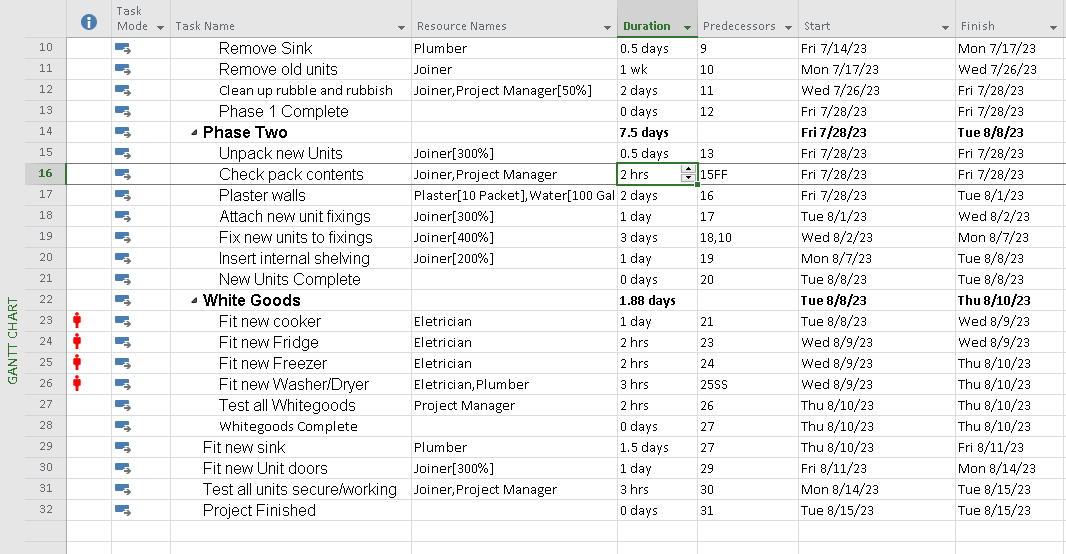 Task Mode Task Name Resource Names Duration Predecessors Start Finish
10 Remove Sink Plumber 0.5 days 9 Fri 7/14/23 Mon 7/17/23
11 Remove old units Joiner 1 wk 10 Mon 7/17/23 Wed 7/26/23
12 Clean up rubble and rubbish Joiner,Project Manager[50%] 2 days 11 Wed 7/26/23 Fri 7/28/23
13 Phase 1 Complete 0 days 12 Fri 7/28/23 Fri 7/28/23
14 Phase Two 7.5 days Fri 7/28/23 Tue 8/8/23
15 Unpack new Units Joiner[300%] 0.5 days 13 Fri 7/28/23 Fri 7/28/23
16 Check pack contents Joiner,Project Manager 2 hrs 15FF Fri 7/28/23 Fri 7/28/23
17 Plaster walls Plaster[10 Packet],Water[100 Gal 2 days 16 Fri 7/28/23 Tue 8/1/23
18 Attach new unit fixings Joiner[300%] 1 day 17 Tue 8/1/23 Wed 8/2/23
19 Fix new units to fixings Joiner[400%] 3 days 18,10 Wed 8/2/23 Mon 8/7/23
20 Insert internal shelving Joiner[200%] 1 day 19 Mon 8/7/23 Tue 8/8/23
21 New Units Complete 0 days 20 Tue 8/8/23 Tue 8/8/23
22 White Goods 1.88 days Tue 8/8/23 Thu 8/10/23
23 Fit new cooker Eletrician 1 day 21 Tue 8/8/23 Wed 8/9/23
24 Fit new Fridge Eletrician 2 hrs 23 Wed 8/9/23 Wed 8/9/23
25 Fit new Freezer Eletrician 2 hrs 24 Wed 8/9/23 Thu 8/10/23
26 Fit new Washer/Dryer Eletrician,Plumber 3 hrs 25SS Wed 8/9/23 Thu 8/10/23
27 Test all Whitegoods Project Manager 2 hrs 26 Thu 8/10/23 Thu 8/10/23
28 Whitegoods Complete 0 days 27 Thu 8/10/23 Thu 8/10/23
29 Fit new sink Plumber 1.5 days 27 Thu 8/10/23 Fri 8/11/23
30 Fit new Unit doors Joiner[300%] 1 day 29 Fri 8/11/23 Mon 8/14/23
31 Test all units secure/working Joiner,Project Manager 3 hrs 30 Mon 8/14/23 Tue 8/15/23
32 Project Finished 0 days 31 Tue 8/15/23 Tue 8/15/23
GANTT CHART